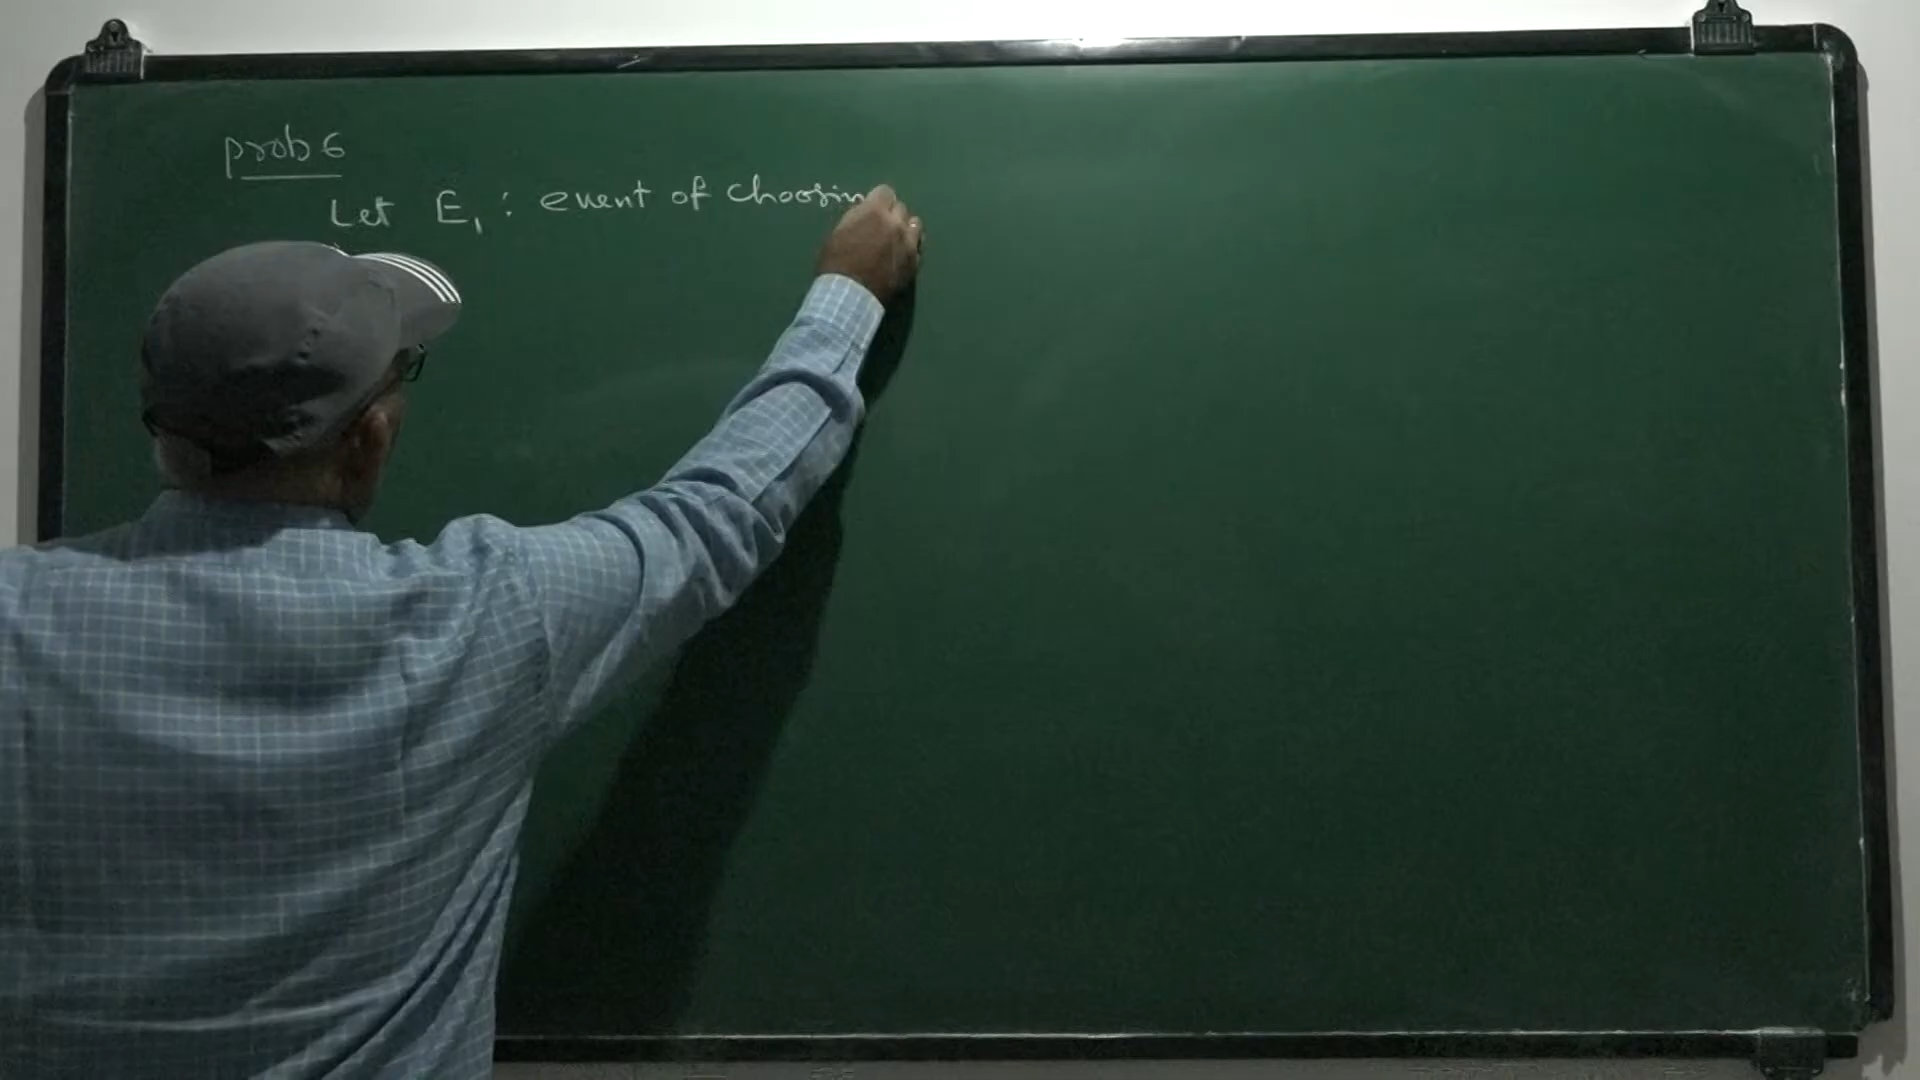 prob 6
Let E₁ : event of choosin